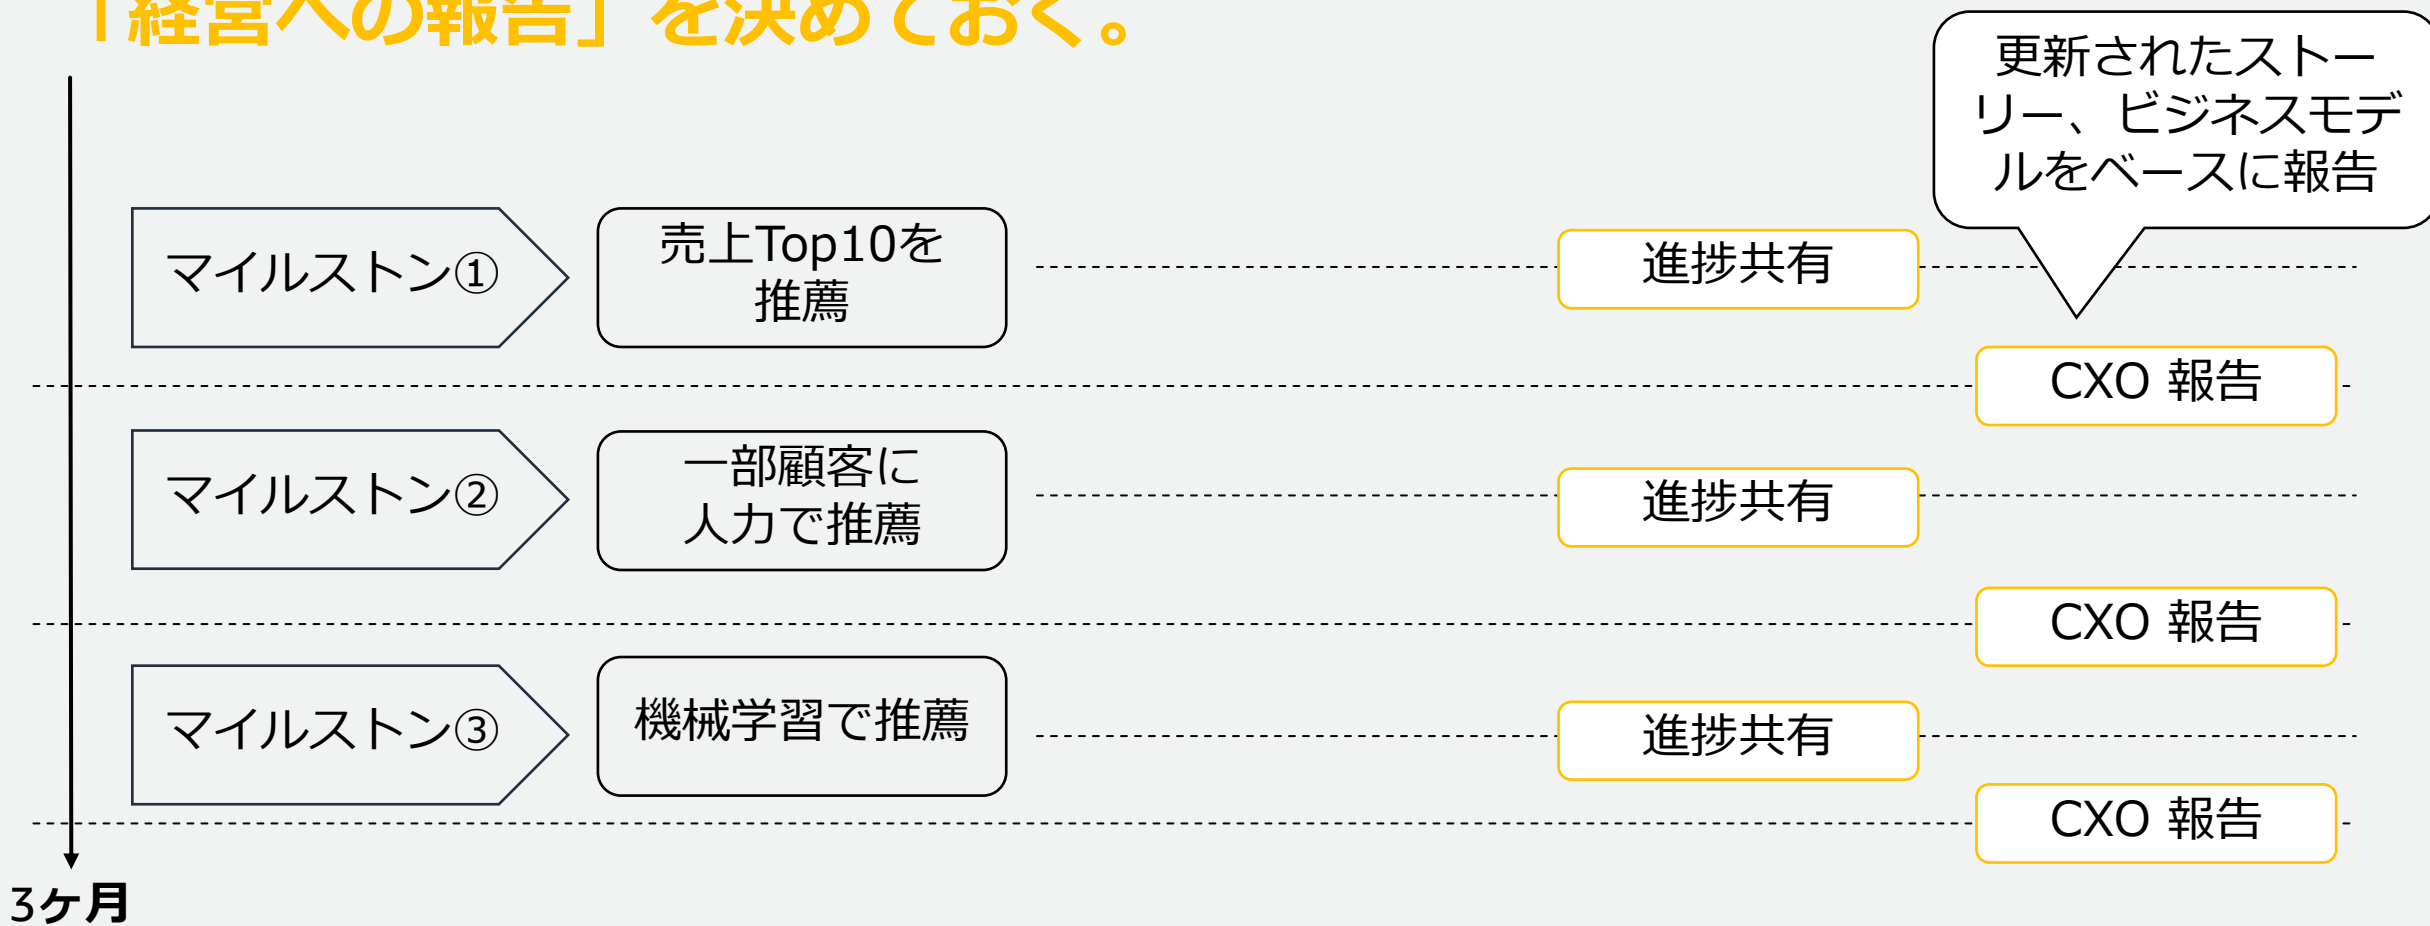 「経営への報告」を決めておく。
更新されたストー
リー、ビジネスモデ
ルをベースに報告
マイルストン①
売上Top10を
推薦
進捗共有
CXO 報告
マイルストン②
一部顧客に
人力で推薦
進捗共有
CXO 報告
マイルストン③
機械学習で推薦
進捗共有
CXO 報告
3ケ月